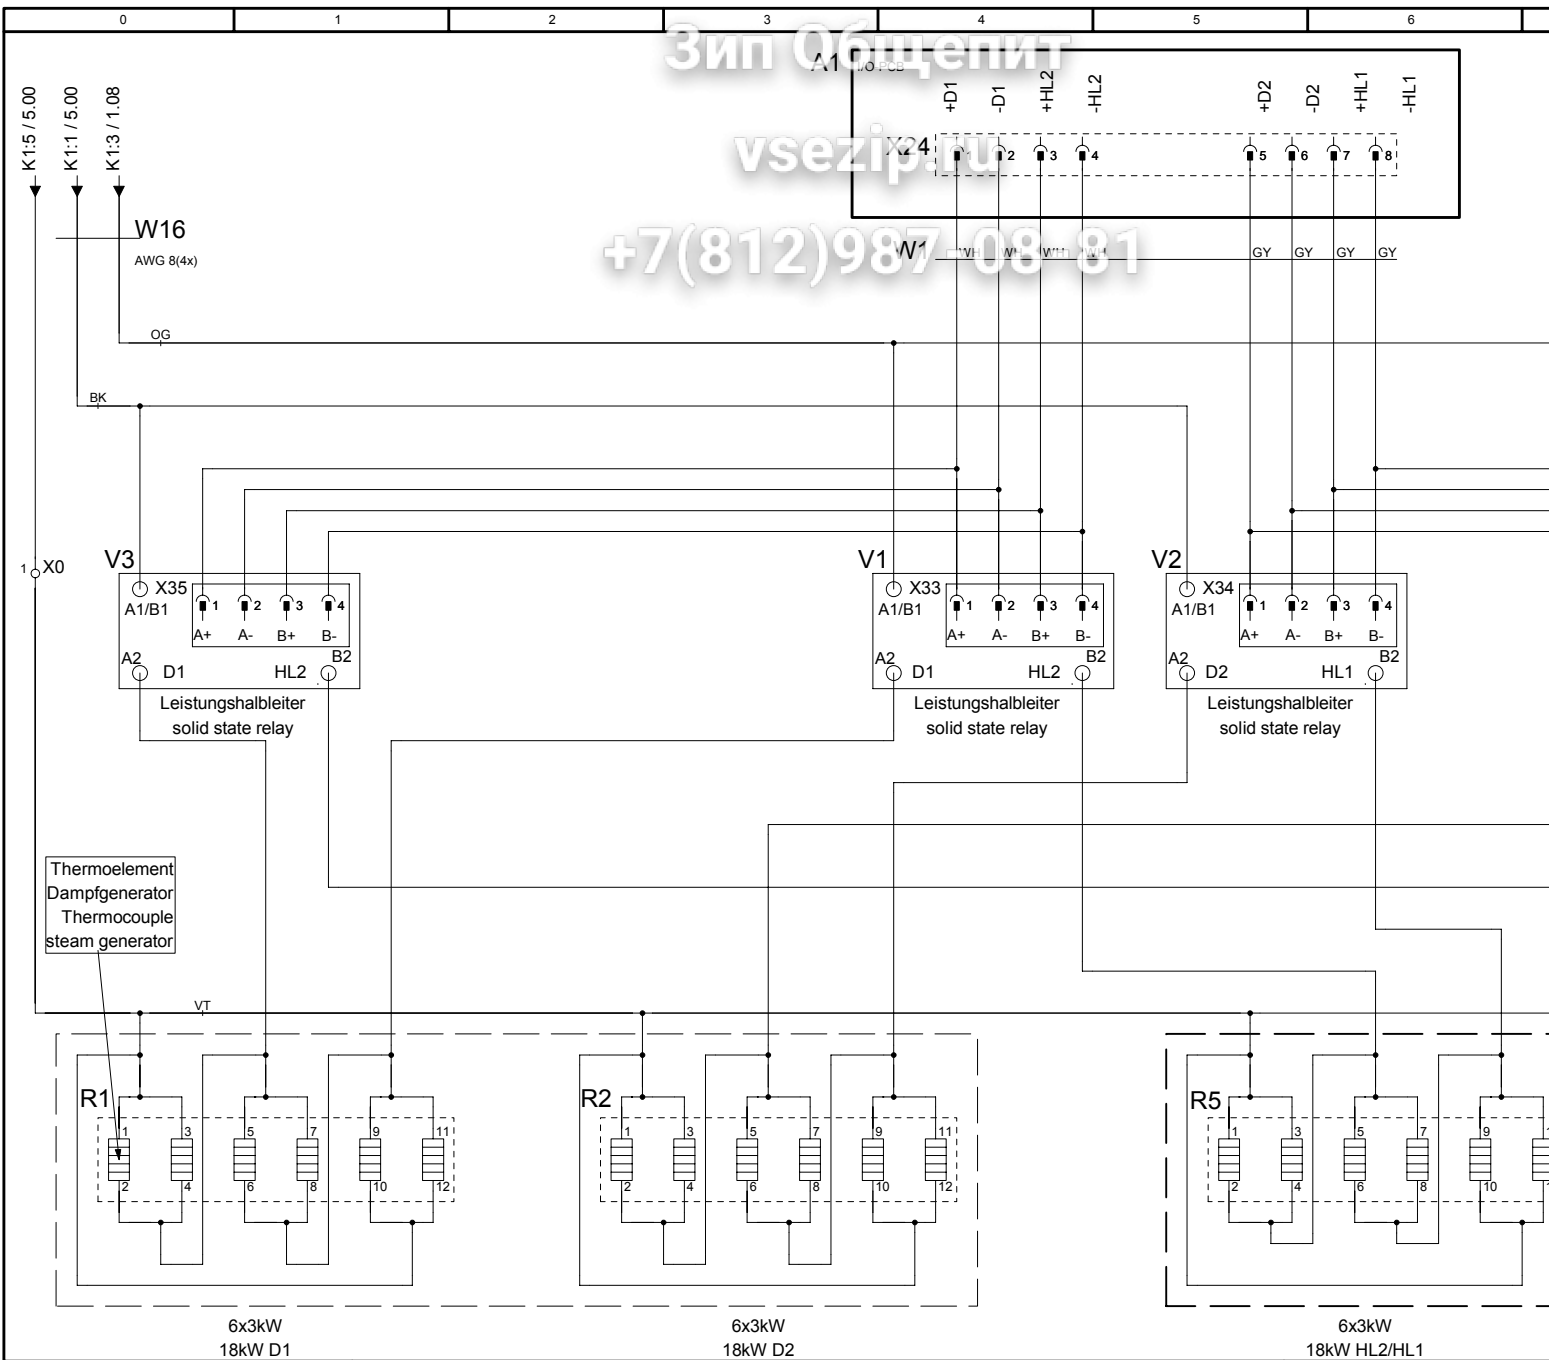 0 1 2 3 4 5 6
Зип Общепит
A1 I/O-PCB
+D1 -D1 +HL2 -HL2 +D2 -D2 +HL1 -HL1
K1:5 / 5.00 K1:1 / 5.00 K1:3 / 1.08
vsezip.ru
X24 1 2 3 4 5 6 7 8
W16
AWG 8(4x)
+7(812)987-08-81
W1 WH WH WH WH GY GY GY GY
OG
BK
V3 V1 V2
1 X0
X35 1 2 3 4 X33 1 2 3 4 X34 1 2 3 4
A1/B1 A1/B1 A1/B1
A+ A- B+ B- A+ A- B+ B- A+ A- B+ B-
A2 B2 A2 B2 A2 B2
D1 HL2 D1 HL2 D2 HL1
Leistungshalbleiter Leistungshalbleiter Leistungshalbleiter
solid state relay solid state relay solid state relay
Thermoelement
Dampfgenerator
Thermocouple
steam generator
VT
R1 R2 R5
1 3 5 7 9 11 1 3 5 7 9 11 1 3 5 7 9 1
2 4 6 8 10 12 2 4 6 8 10 12 2 4 6 8 10 1
6x3kW 6x3kW 6x3kW
18kW D1 18kW D2 18kW HL2/HL1